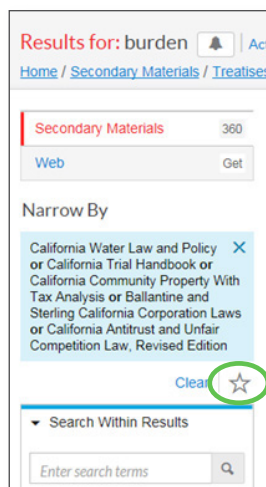 Results for: burden | Act
Home / Secondary Materials / Treatises
Secondary Materials 360
Web Get
Narrow By
California Water Law and Policy
or California Trial Handbook or
California Community Property With
Tax Analysis or Ballantine and
Sterling California Corporation Laws
or California Antitrust and Unfair
Competition Law, Revised Edition
Clear
Search Within Results
Enter search terms